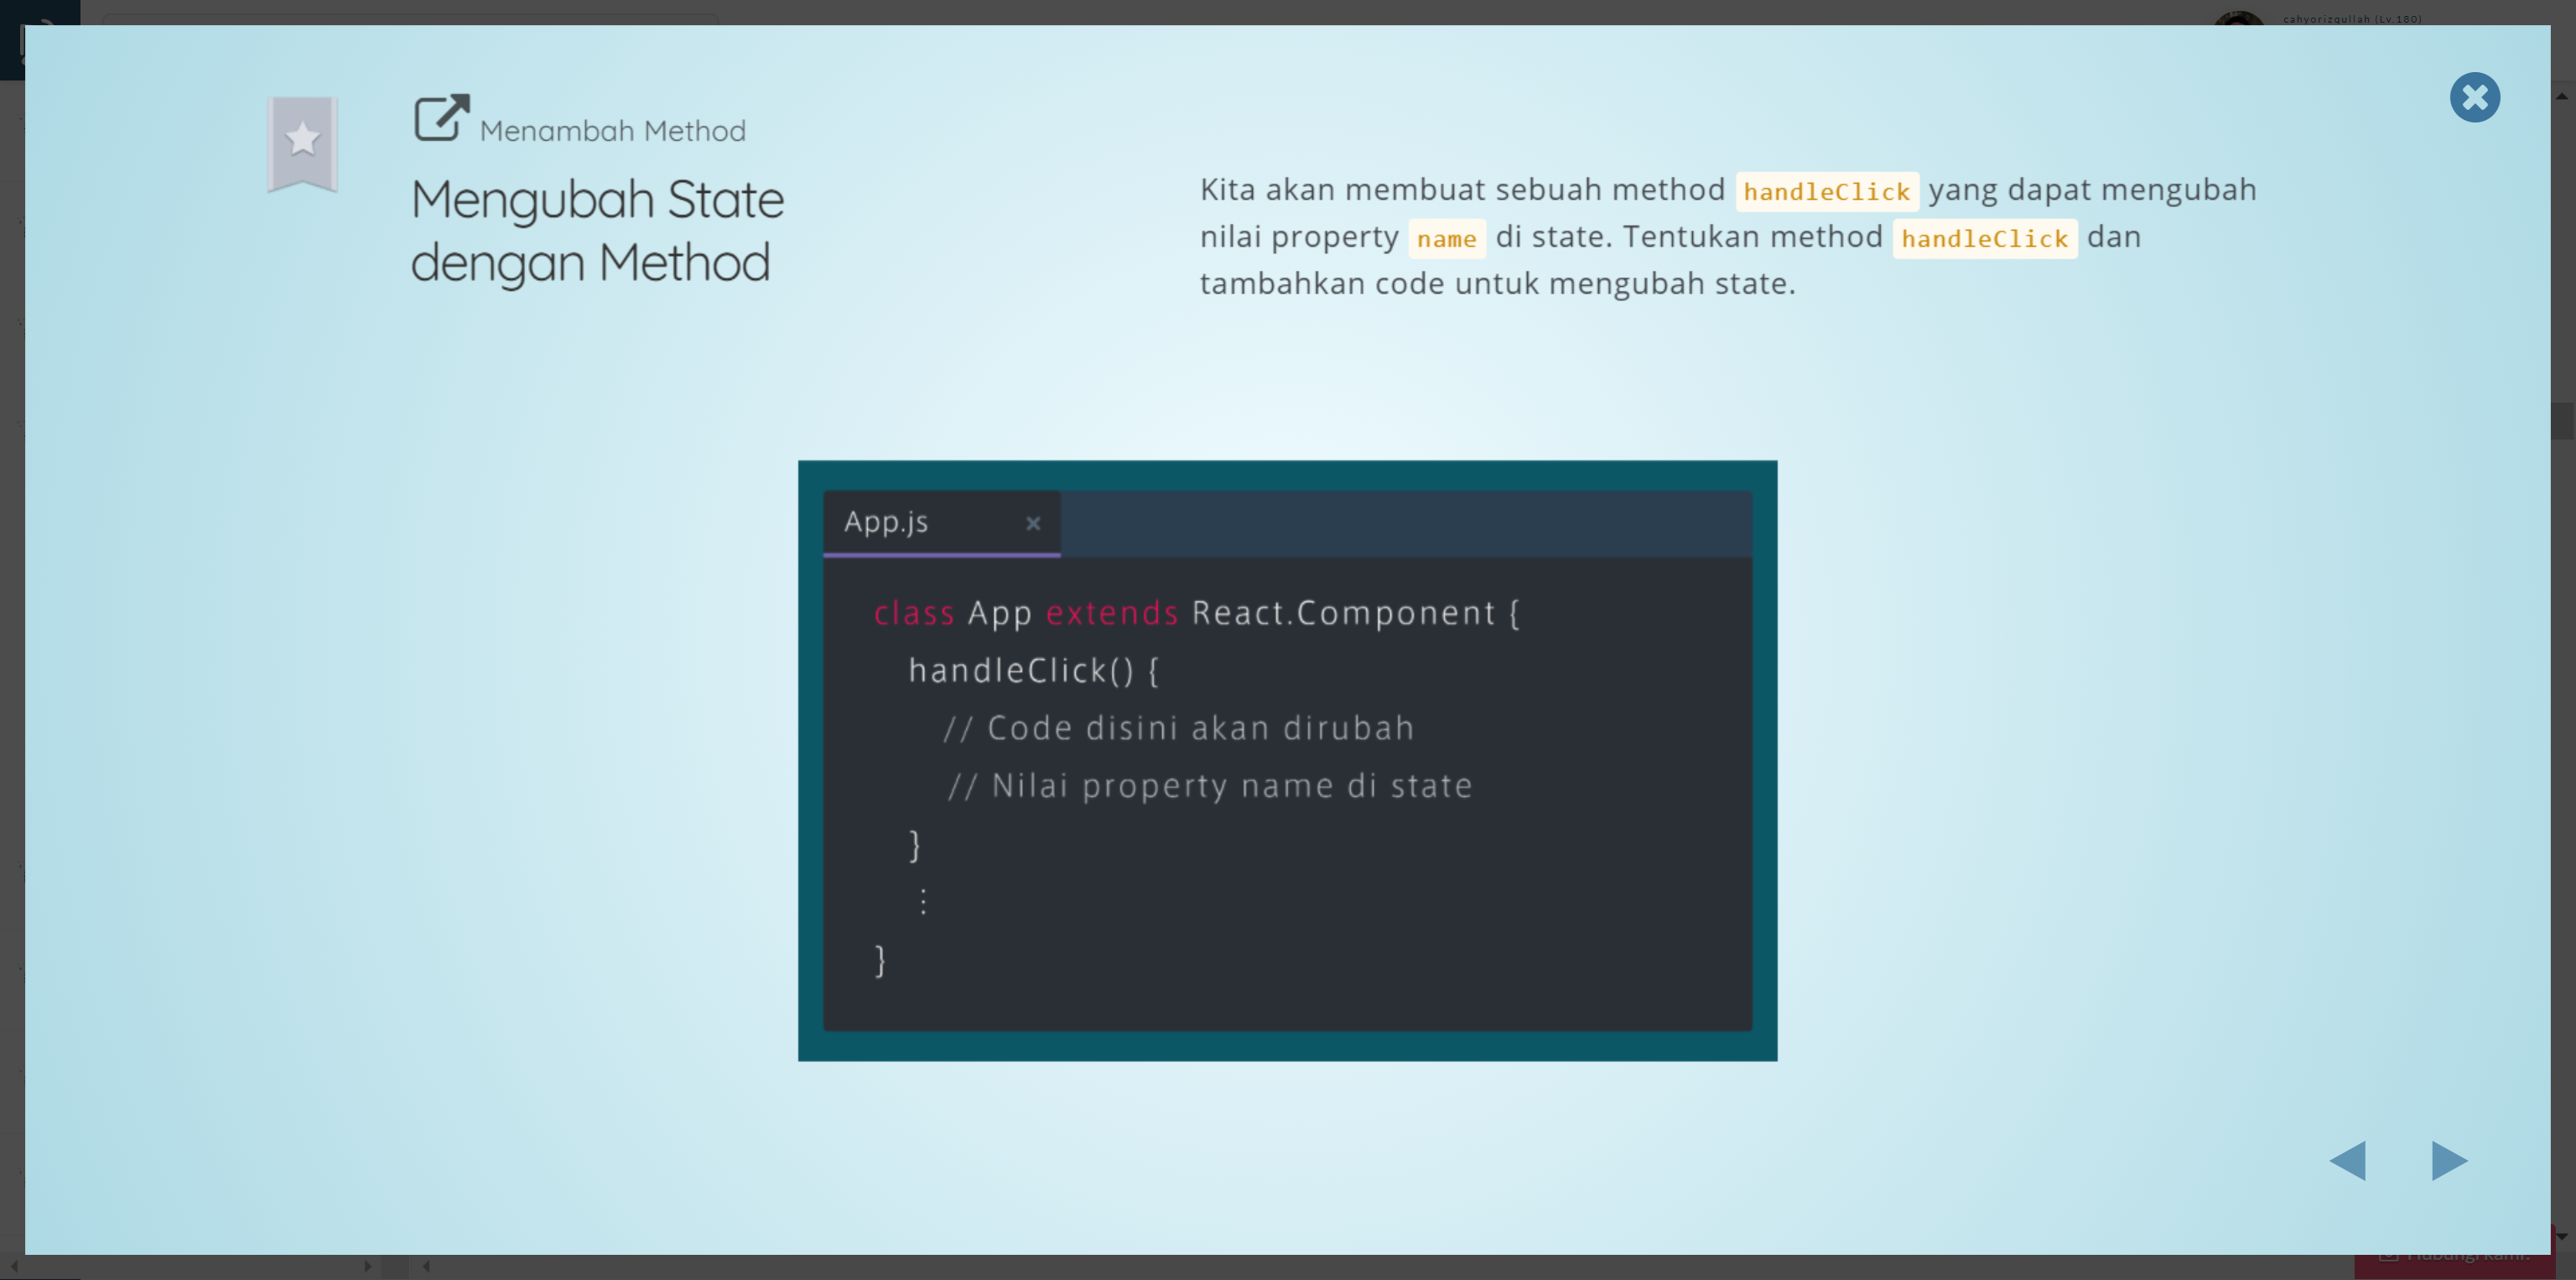 cahyorizqullah (Lv.180)
Menambah Method
Mengubah State
dengan Method
Kita akan membuat sebuah method handleClick yang dapat mengubah
nilai property name di state. Tentukan method handleClick dan
tambahkan code untuk mengubah state.
App.js
class App extends React.Component {
handleClick() {
// Code disini akan dirubah
// Nilai property name di state
}
⋮
}